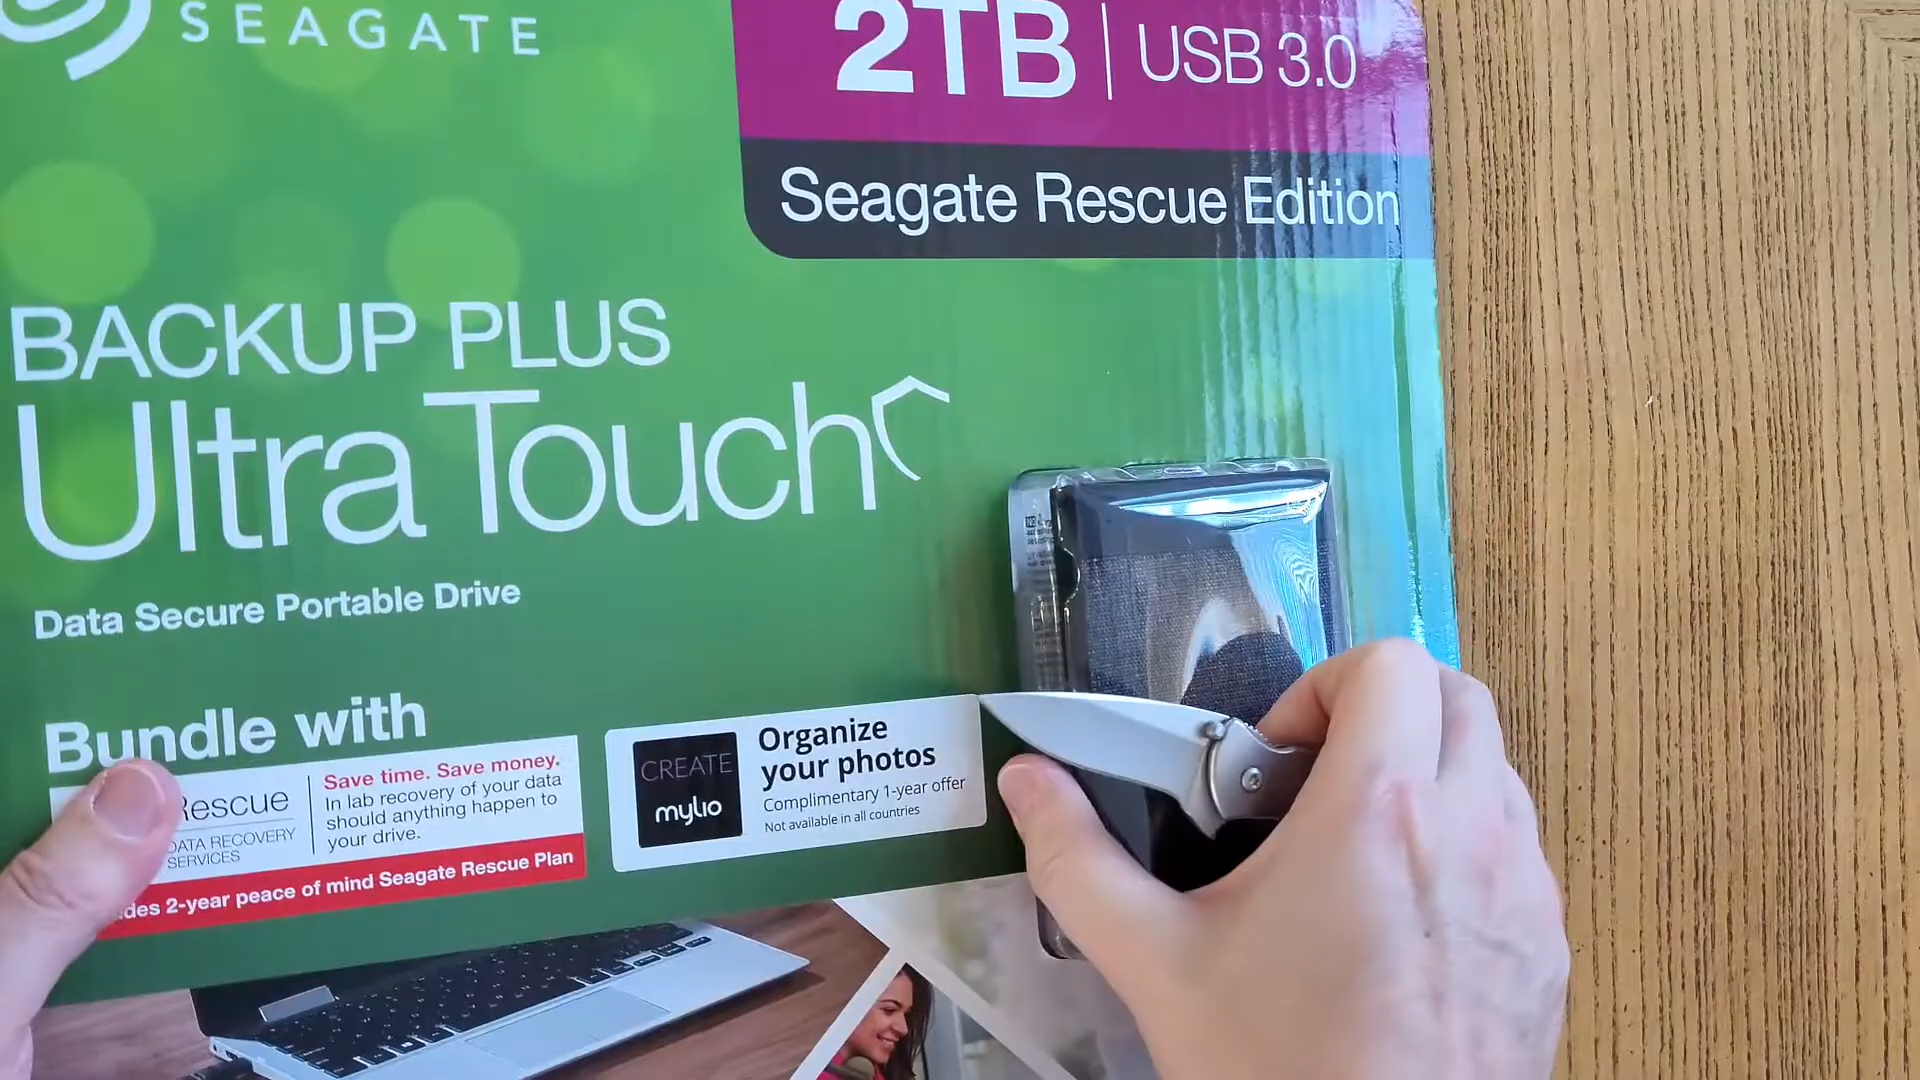 SEAGATE
2TB | USB 3.0
Seagate Rescue Edition
BACKUP PLUS
Ultra Touch
Data Secure Portable Drive
Bundle with
Rescue
DATA RECOVERY
SERVICES
Save time. Save money.
In lab recovery of your data
should anything happen to
your drive.
2-year peace of mind Seagate Rescue Plan
CREATE
mylio
Organize
your photos
Complimentary 1-year offer
Not available in all countries